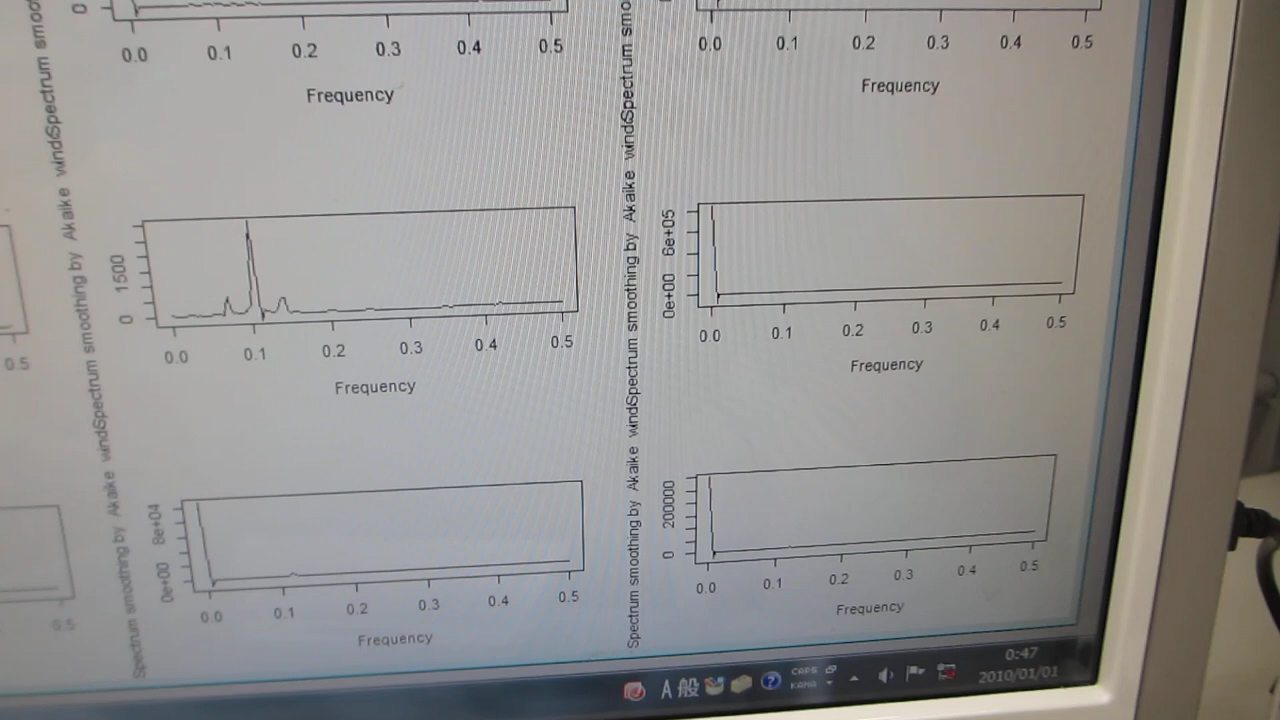 0
0.0 0.1 0.2 0.3 0.4 0.5
Frequency
0.0 0.1 0.2 0.3 0.4 0.5
Frequency
Spectrum smoothing by Akaike
Spectrum smoothing by Akaike
0 1500
0.0 0.1 0.2 0.3 0.4 0.5
Frequency
0e+00 6e+05
0.0 0.1 0.2 0.3 0.4 0.5
Frequency
0.5
Spectrum smoothing by Akaike
Spectrum smoothing by Akaike
0e+00 8e+04
0.0 0.1 0.2 0.3 0.4 0.5
Frequency
0 200000
0.0 0.1 0.2 0.3 0.4 0.5
Frequency
0.5
A 般 ? CAPS
KANA
0:47
2010/01/01